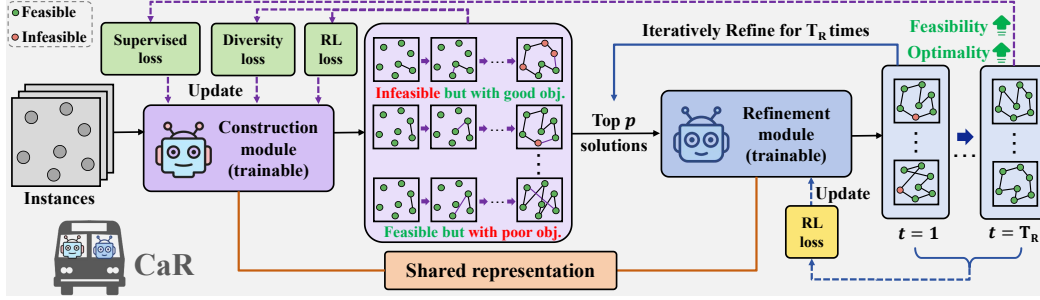 Feasible
Infeasible
Supervised
loss
Diversity
loss
RL
loss
Update
Instances
Construction
module
(trainable)
Infeasible but with good obj.
Feasible but with poor obj.
Top p
solutions
Iteratively Refine for T_R times
Refinement
module
(trainable)
Update
RL
loss
Feasibility
Optimality
t = 1
t = T_R
Shared representation
CaR